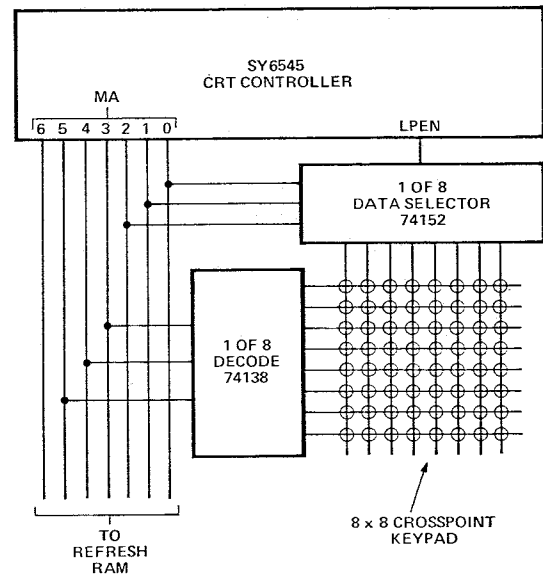 SY6545
CRT CONTROLLER
MA
6 5 4 3 2 1 0
LPEN
1 OF 8
DATA SELECTOR
74152
1 OF 8
DECODE
74138
TO
REFRESH
RAM
8 x 8 CROSSPOINT
KEYPAD